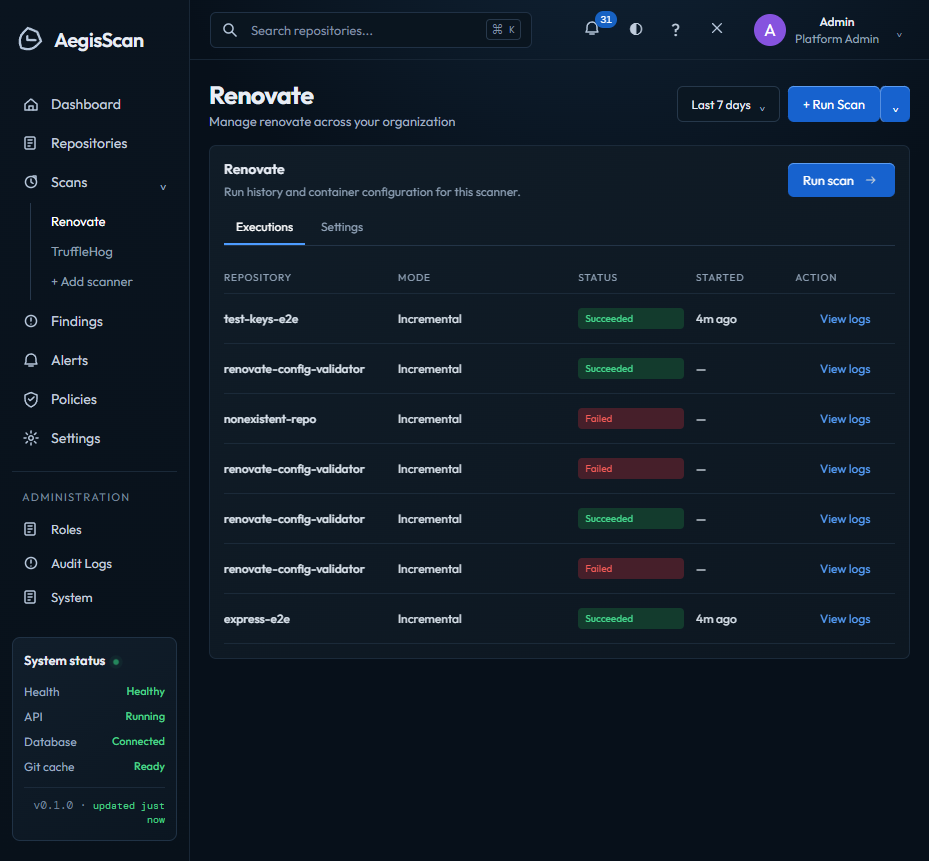 AegisScan
Search repositories...
⌘ K
31
?
A
Admin
Platform Admin
Dashboard
Repositories
Scans
Renovate
TruffleHog
+ Add scanner
Findings
Alerts
Policies
Settings
ADMINISTRATION
Roles
Audit Logs
System
System status
Health Healthy
API Running
Database Connected
Git cache Ready
v0.1.0 · updated just
now
Renovate
Manage renovate across your organization
Last 7 days
+ Run Scan
Renovate
Run history and container configuration for this scanner.
Run scan →
Executions Settings
REPOSITORY MODE STATUS STARTED ACTION
test-keys-e2e Incremental Succeeded 4m ago View logs
renovate-config-validator Incremental Succeeded — View logs
nonexistent-repo Incremental Failed — View logs
renovate-config-validator Incremental Failed — View logs
renovate-config-validator Incremental Succeeded — View logs
renovate-config-validator Incremental Failed — View logs
express-e2e Incremental Succeeded 4m ago View logs